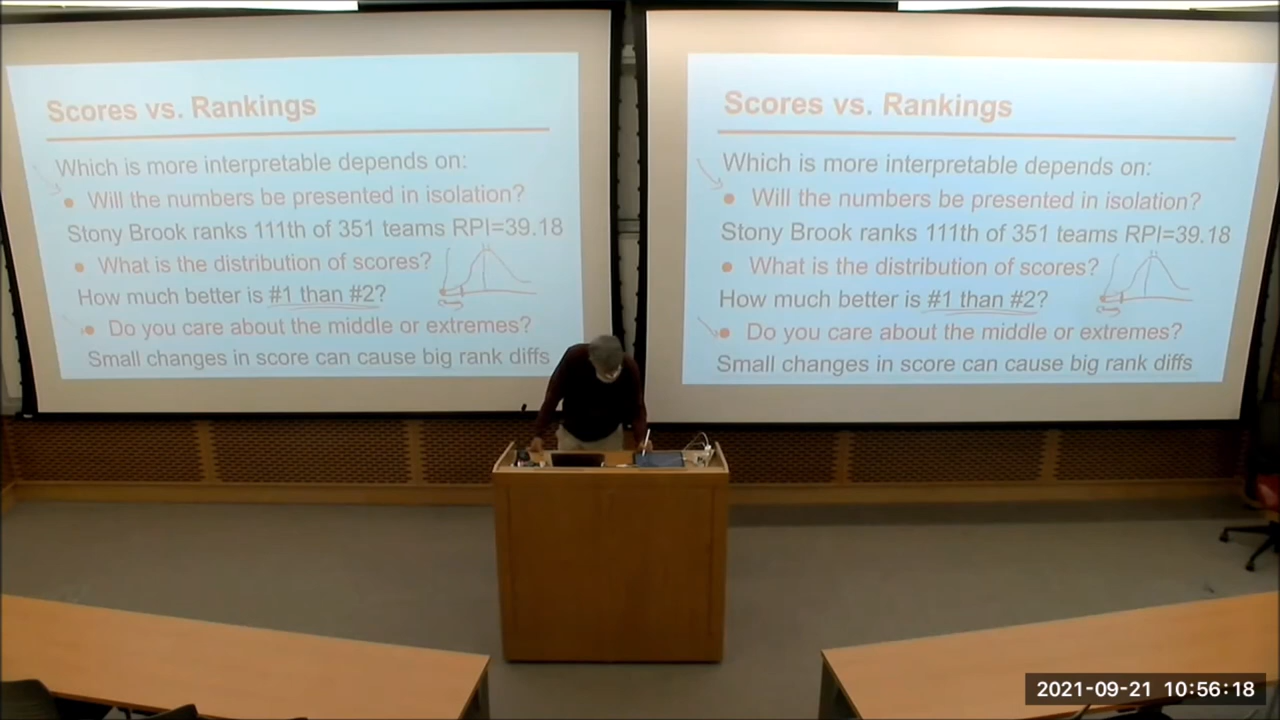 Scores vs. Rankings
Which is more interpretable depends on:
Will the numbers be presented in isolation?
Stony Brook ranks 111th of 351 teams RPI=39.18
What is the distribution of scores?
How much better is #1 than #2?
Do you care about the middle or extremes?
Small changes in score can cause big rank diffs
Scores vs. Rankings
Which is more interpretable depends on:
Will the numbers be presented in isolation?
Stony Brook ranks 111th of 351 teams RPI=39.18
What is the distribution of scores?
How much better is #1 than #2?
Do you care about the middle or extremes?
Small changes in score can cause big rank diffs
2021-09-21 10:56:18